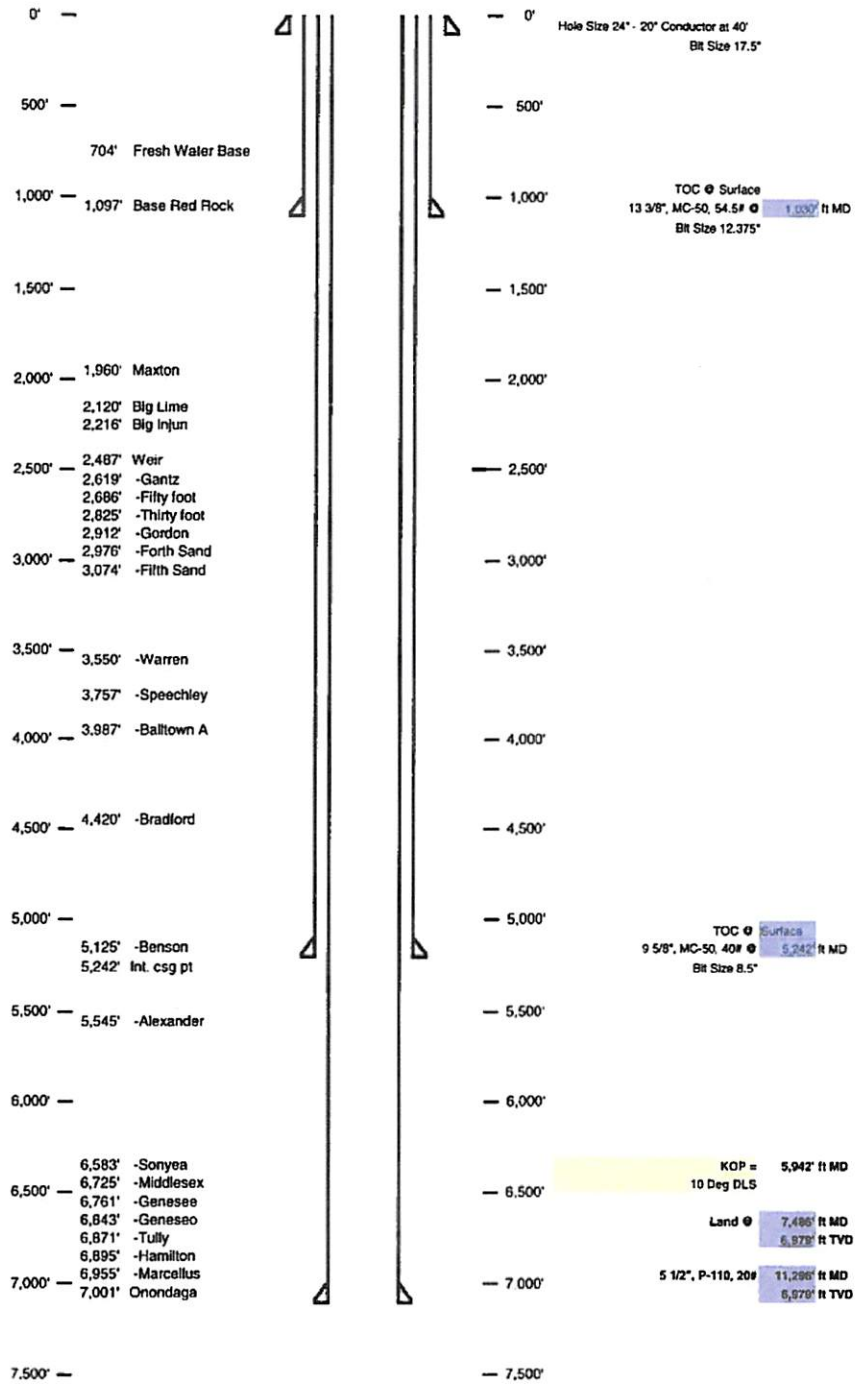 0'
500'
704' Fresh Water Base
1,000'
1,097' Base Red Rock
1,500'
1,960' Maxton
2,000'
2,120' Big Lime
2,216' Big Injun
2,487' Weir
2,500'
2,619' -Gantz
2,686' -Fifty foot
2,825' -Thirty foot
2,912' -Gordon
2,976' -Forth Sand
3,000'
3,074' -Fifth Sand
3,500'
3,550' -Warren
3,757' -Speechley
3,987' -Balltown A
4,000'
4,420' -Bradford
4,500'
5,000'
5,125' -Benson
5,242' Int. csg pt
5,500'
5,545' -Alexander
6,000'
6,583' -Sonyea
6,725' -Middlesex
6,500'
6,761' -Genesee
6,843' -Geneseo
6,871' -Tully
6,895' -Hamilton
6,955' -Marcellus
7,000'
7,001' Onondaga
7,500'
0'
500'
1,000'
1,500'
2,000'
2,500'
3,000'
3,500'
4,000'
4,500'
5,000'
5,500'
6,000'
6,500'
7,000'
7,500'
Hole Size 24" - 20" Conductor at 40'
Bit Size 17.5"
TOC @ Surface
13 3/8", MC-50, 54.5# @ 1,030' ft MD
Bit Size 12.375"
TOC @ Surface
9 5/8", MC-50, 40# @ 5,242' ft MD
Bit Size 8.5"
KOP = 5,942' ft MD
10 Deg DLS
Land @ 7,486' ft MD
6,979' ft TVD
5 1/2", P-110, 20# ft MD
6,979' ft TVD